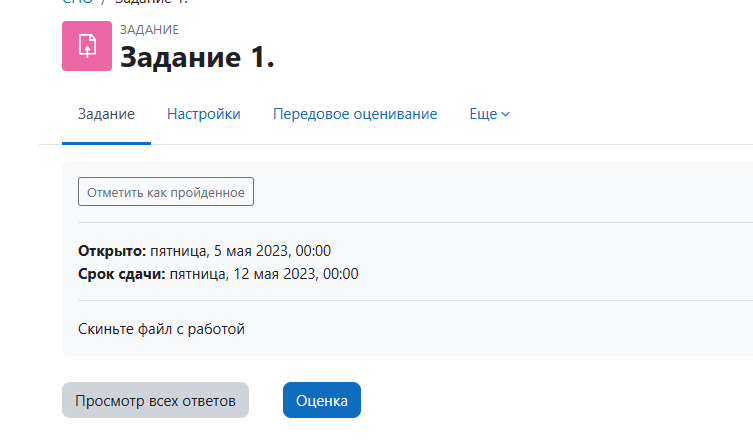 СПО / Задание 1.
ЗАДАНИЕ
Задание 1.
Задание Настройки Передовое оценивание Еще
Отметить как пройденное
Открыто: пятница, 5 мая 2023, 00:00
Срок сдачи: пятница, 12 мая 2023, 00:00
Скиньте файл с работой
Просмотр всех ответов Оценка